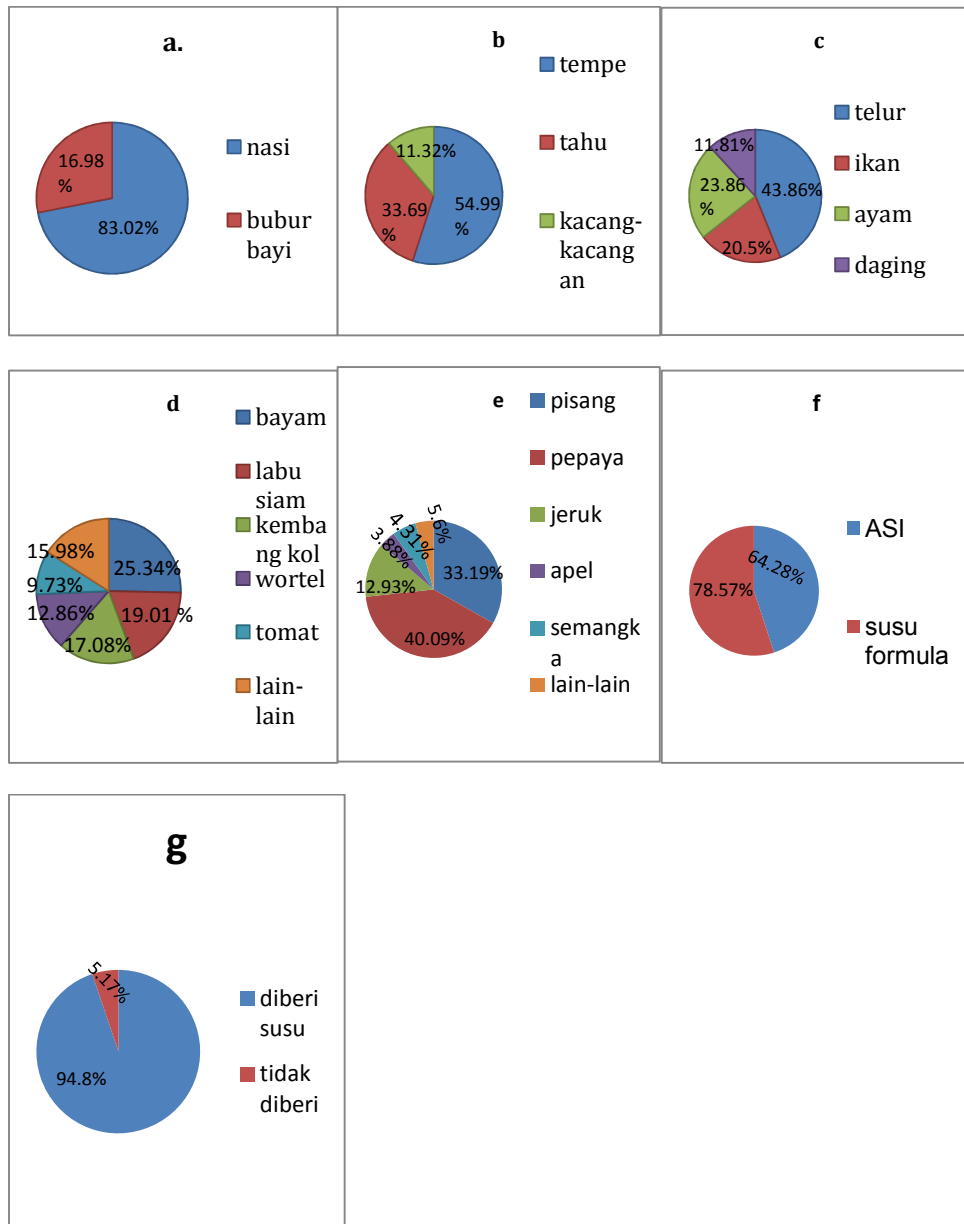 a.
nasi
bubur
bayi
16.98
%
83.02%
b
tempe
tahu
kacang-
kacang
an
11.32%
33.69
%
54.99
%
c
telur
ikan
ayam
daging
11.81%
43.86%
23.86
%
20.5%
d
bayam
labu
siam
kemba
ng kol
wortel
tomat
lain-
lain
15.98%
25.34%
9.73%
19.01 %
12.86%
17.08%
e
pisang
pepaya
jeruk
apel
semangk
a
lain-lain
5.6%
4.31%
3.88%
33.19%
12.93%
40.09%
f
ASI
susu
formula
64.28%
78.57%
g
diberi
susu
tidak
diberi
5.17%
94.8%